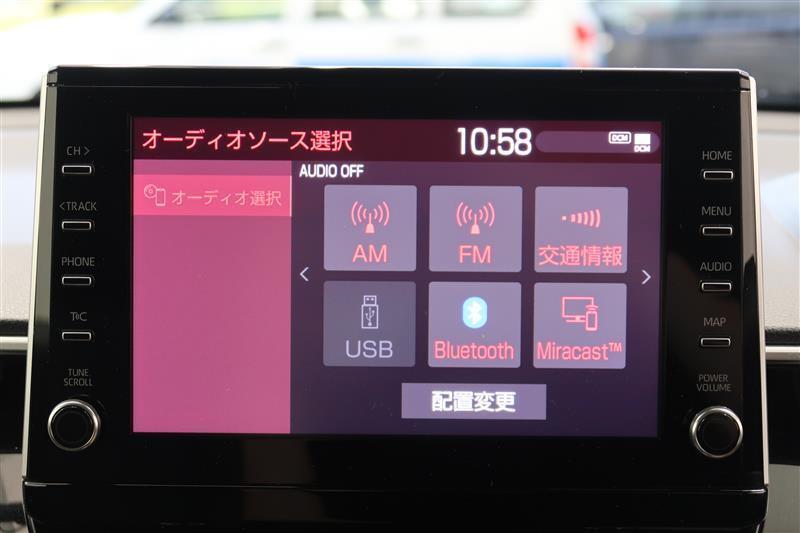 オーディオソース選択 10:58 DCM DCM
オーディオ選択
AUDIO OFF
AM FM 交通情報
USB Bluetooth Miracast™
配置変更
CH >
< TRACK
PHONE
T℃
TUNE
SCROLL
HOME
MENU
AUDIO
MAP
POWER
VOLUME